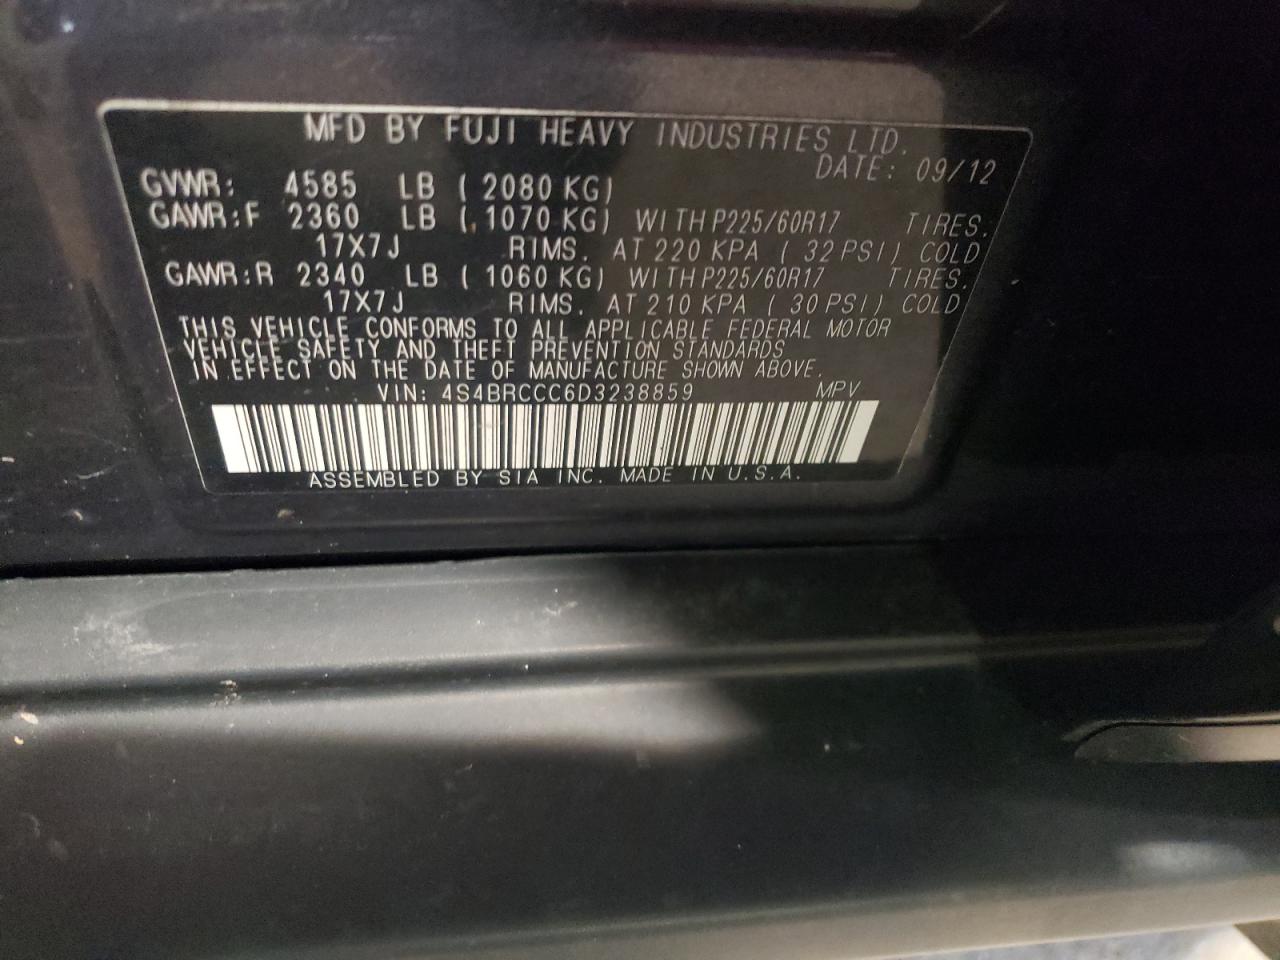 MFD BY FUJI HEAVY INDUSTRIES LTD.
DATE: 09/12
GVWR: 4585 LB (2080 KG)
GAWR:F 2360 LB (1070 KG) WITH P225/60R17 TIRES.
17X7J RIMS. AT 220 KPA (32 PSI) COLD
GAWR:R 2340 LB (1060 KG) WITH P225/60R17 TIRES.
17X7J RIMS. AT 210 KPA (30 PSI) COLD
THIS VEHICLE CONFORMS TO ALL APPLICABLE FEDERAL MOTOR
VEHICLE SAFETY AND THEFT PREVENTION STANDARDS
IN EFFECT ON THE DATE OF MANUFACTURE SHOWN ABOVE.
VIN: 4S4BRCCC6D3238859 MPV
ASSEMBLED BY SIA INC. MADE IN U.S.A.